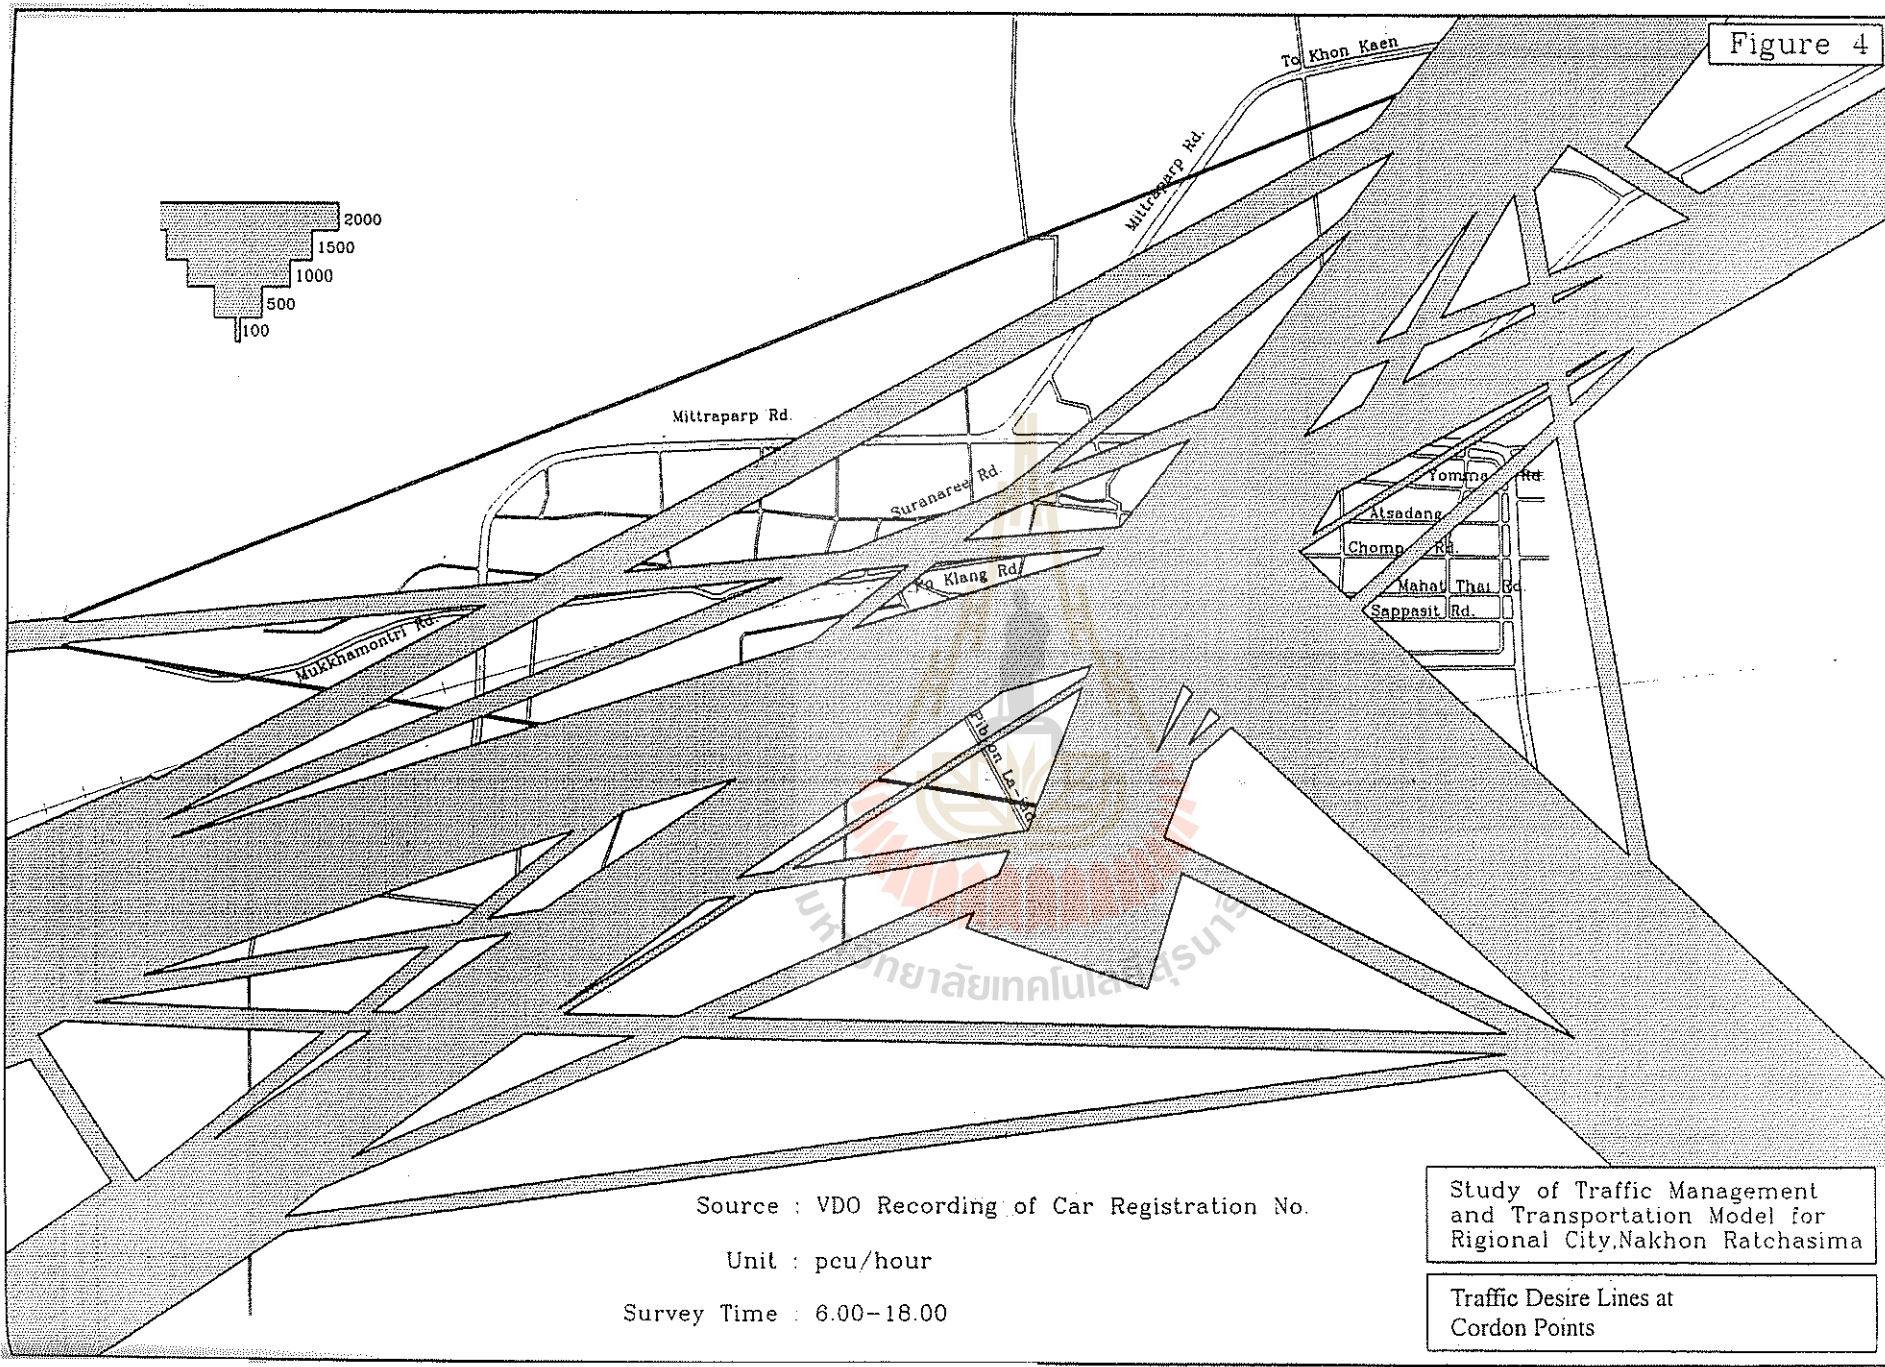 Figure 4
To Khon Kaen
Mittraparp Rd.
2000
1500
1000
500
100
Mittraparp Rd.
Suranaree Rd.
Yomma Rd.
Atsadang
Chomp Rd.
Po Klang Rd.
Mahat Thai Rd.
Sappasit Rd.
Mukkhamontri Rd.
มหาวิทยาลัยเทคโนโลยีสุรนารี
Source : VDO Recording of Car Registration No.
Unit : pcu/hour
Survey Time : 6.00-18.00
Study of Traffic Management
and Transportation Model for
Rigional City,Nakhon Ratchasima
Traffic Desire Lines at
Cordon Points